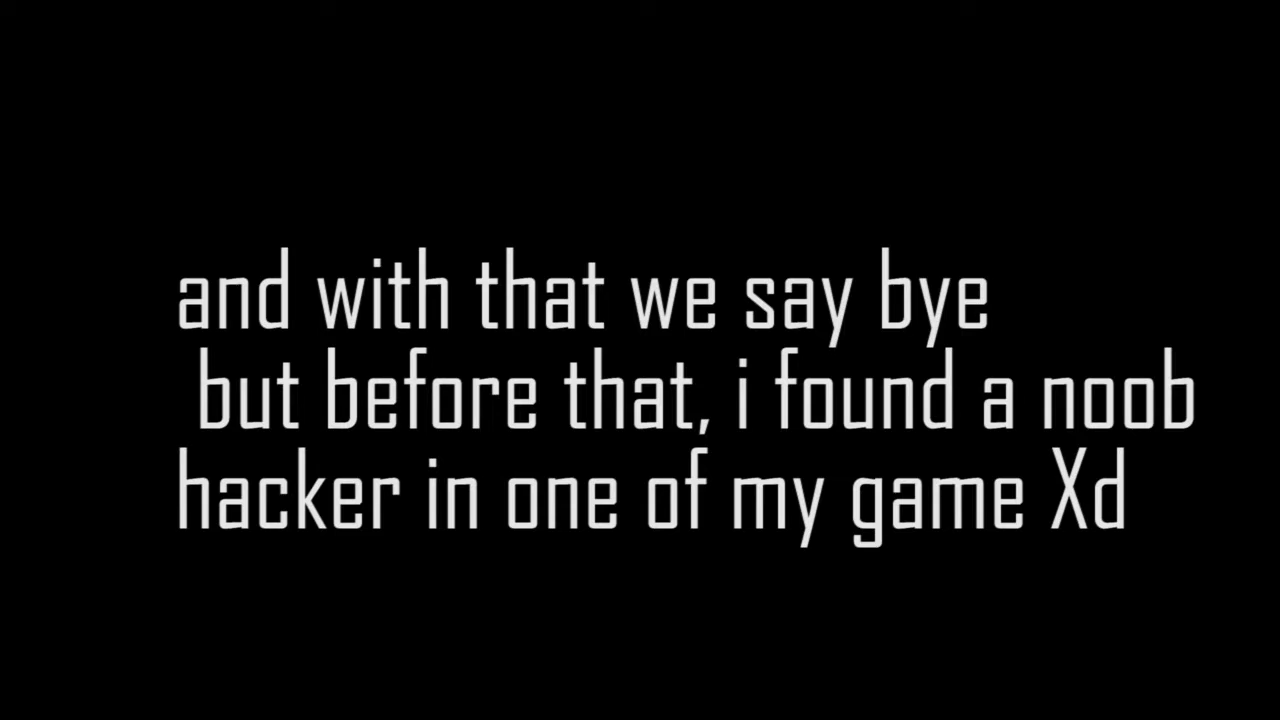 and with that we say bye
but before that, i found a noob
hacker in one of my game Xd